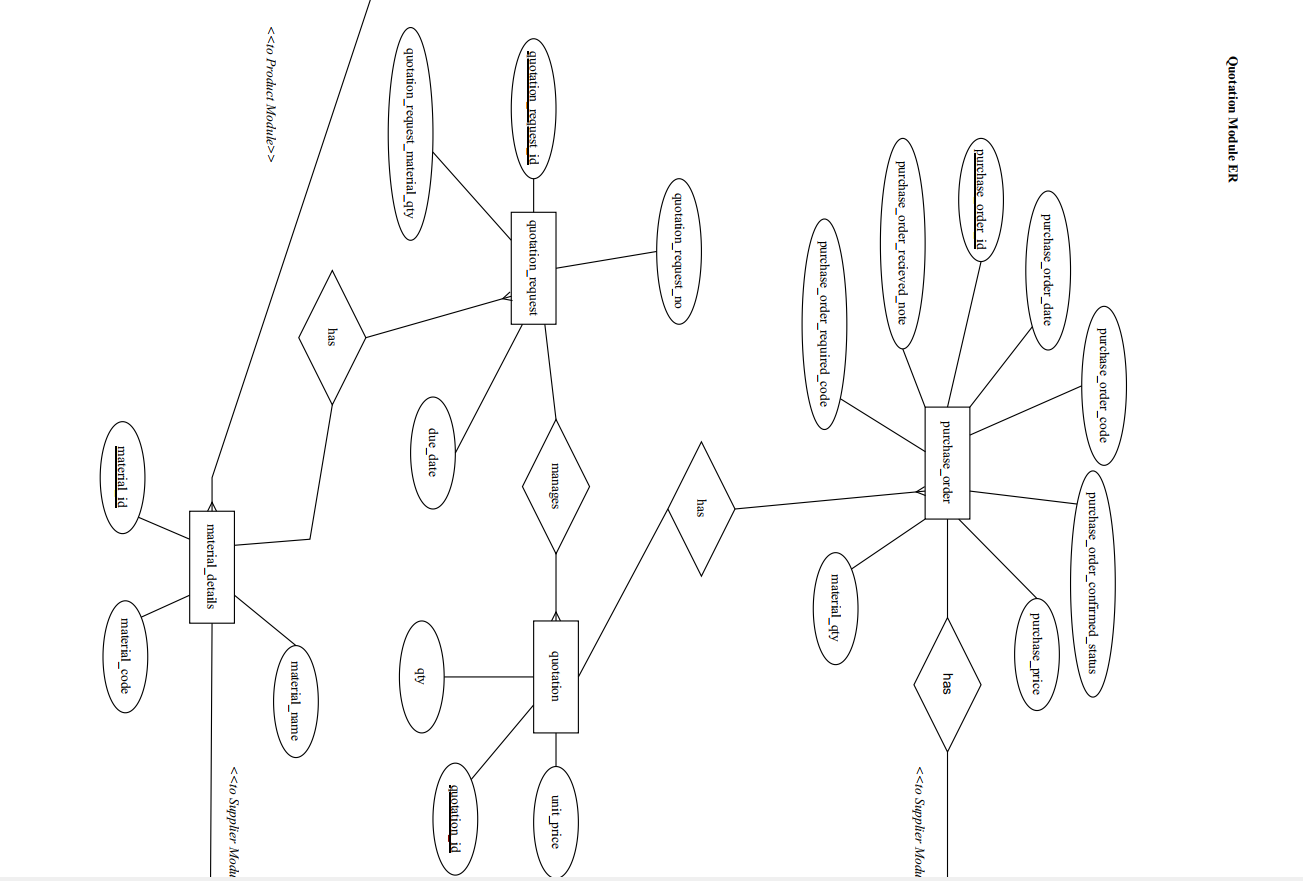 Quotation Module ER
purchase_order_code
purchase_order_confirmed_status
purchase_order_date
purchase_price
purchase_order_id
purchase_order
has
<<to Supplier Modu
purchase_order_recieved_note
purchase_order_required_code
material_qty
has
quotation_request_no
quotation_request_id
quotation_request
manages
quotation
unit_price
due_date
qty
quotation_id
quotation_request_material_qty
has
material_name
<<to Product Module>>
<<to Supplier Modu
material_details
material_id
material_code